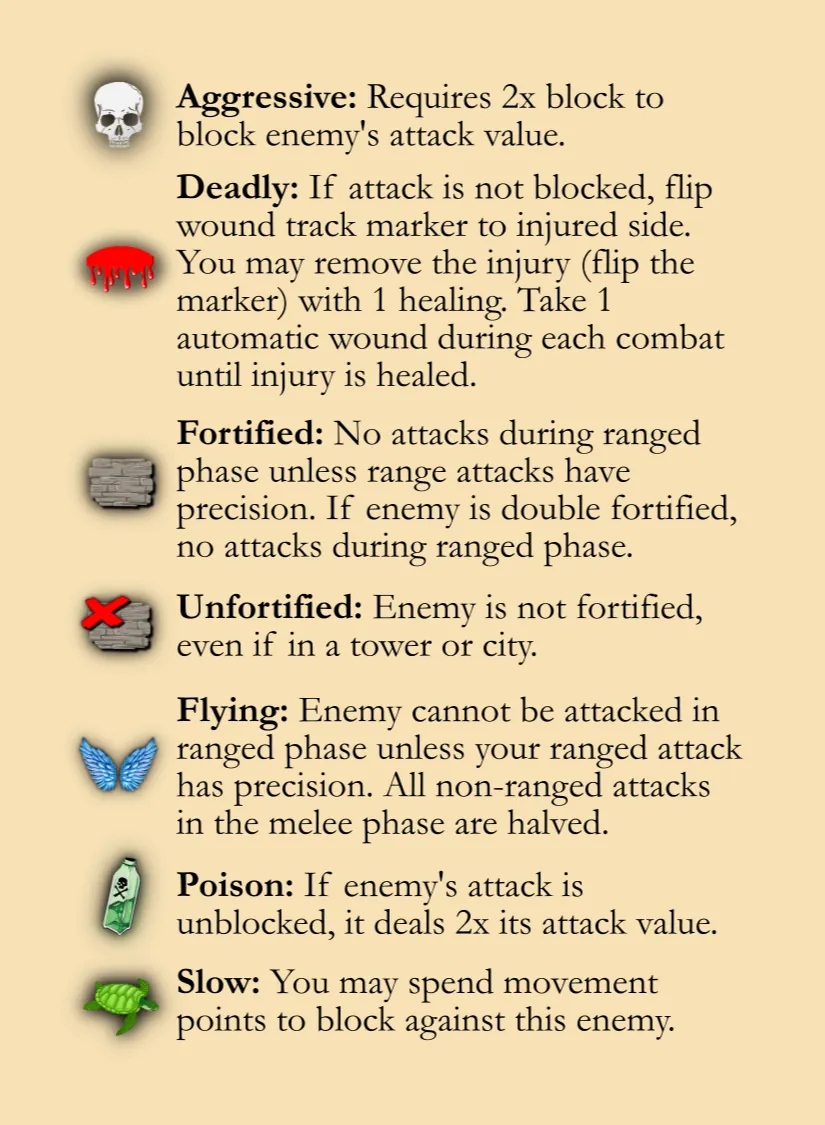 Aggressive: Requires 2x block to
block enemy's attack value.
Deadly: If attack is not blocked, flip
wound track marker to injured side.
You may remove the injury (flip the
marker) with 1 healing. Take 1
automatic wound during each combat
until injury is healed.
Fortified: No attacks during ranged
phase unless range attacks have
precision. If enemy is double fortified,
no attacks during ranged phase.
Unfortified: Enemy is not fortified,
even if in a tower or city.
Flying: Enemy cannot be attacked in
ranged phase unless your ranged attack
has precision. All non-ranged attacks
in the melee phase are halved.
Poison: If enemy's attack is
unblocked, it deals 2x its attack value.
Slow: You may spend movement
points to block against this enemy.